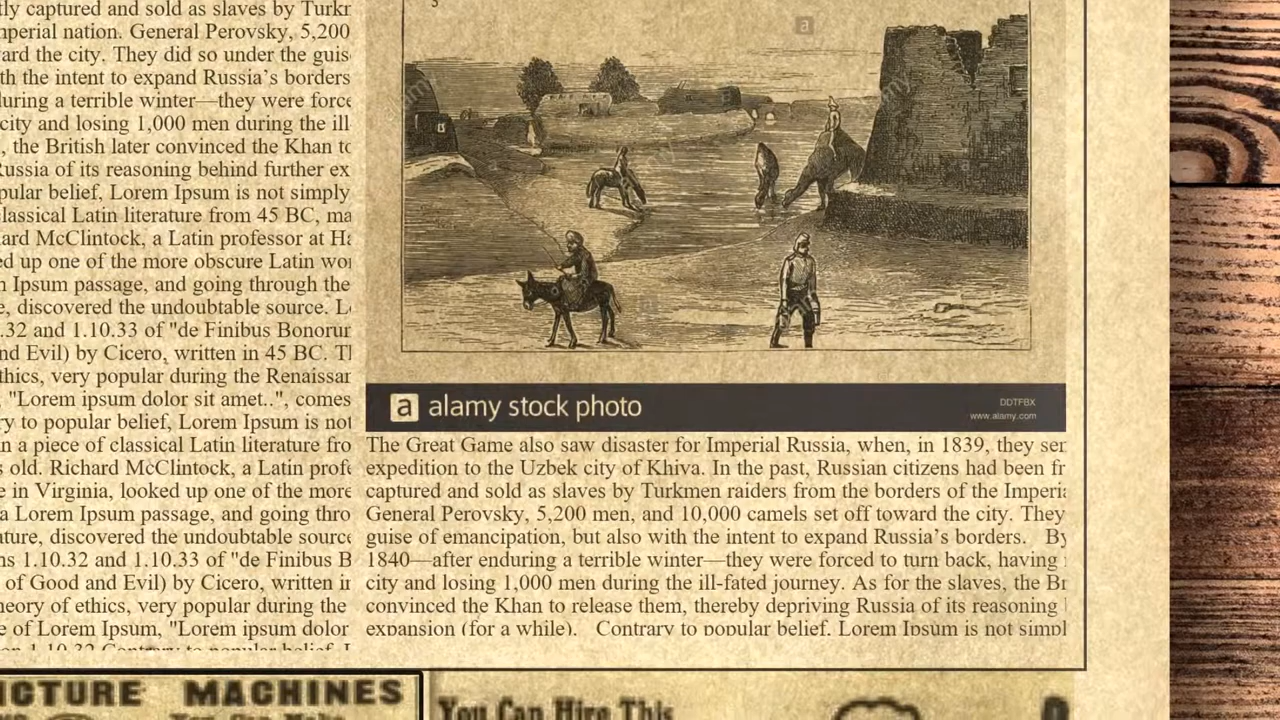 tly captured and sold as slaves by Turkr
mperial nation. General Perovsky, 5,200
vard the city. They did so under the guis
th the intent to expand Russia's borders
during a terrible winter—they were force
city and losing 1,000 men during the ill
, the British later convinced the Khan to
Russia of its reasoning behind further ex
pular belief, Lorem Ipsum is not simply
classical Latin literature from 45 BC, ma
ard McClintock, a Latin professor at Ha
ed up one of the more obscure Latin wor
n Ipsum passage, and going through the
e, discovered the undoubtable source. Lo
.32 and 1.10.33 of "de Finibus Bonorur
nd Evil) by Cicero, written in 45 BC. Th
thics, very popular during the Renaissar
, "Lorem ipsum dolor sit amet..", comes
ry to popular belief, Lorem Ipsum is not
n a piece of classical Latin literature fro
s old. Richard McClintock, a Latin profe
e in Virginia, looked up one of the more
a Lorem Ipsum passage, and going thro
ature, discovered the undoubtable source
ns 1.10.32 and 1.10.33 of "de Finibus B
of Good and Evil) by Cicero, written in
heory of ethics, very popular during the
e of Lorem Ipsum, "Lorem ipsum dolor
on 1.10.32 Contrary to popular belief, L
a alamy stock photo
DDTFBX
www.alamy.com
The Great Game also saw disaster for Imperial Russia, when, in 1839, they ser
expedition to the Uzbek city of Khiva. In the past, Russian citizens had been fr
captured and sold as slaves by Turkmen raiders from the borders of the Imperia
General Perovsky, 5,200 men, and 10,000 camels set off toward the city. They
guise of emancipation, but also with the intent to expand Russia's borders. By
1840—after enduring a terrible winter—they were forced to turn back, having
city and losing 1,000 men during the ill-fated journey. As for the slaves, the Br
convinced the Khan to release them, thereby depriving Russia of its reasoning
expansion (for a while). Contrary to popular belief, Lorem Ipsum is not simpl
ICTURE MACHINES
You Can Make
You Can Hire This